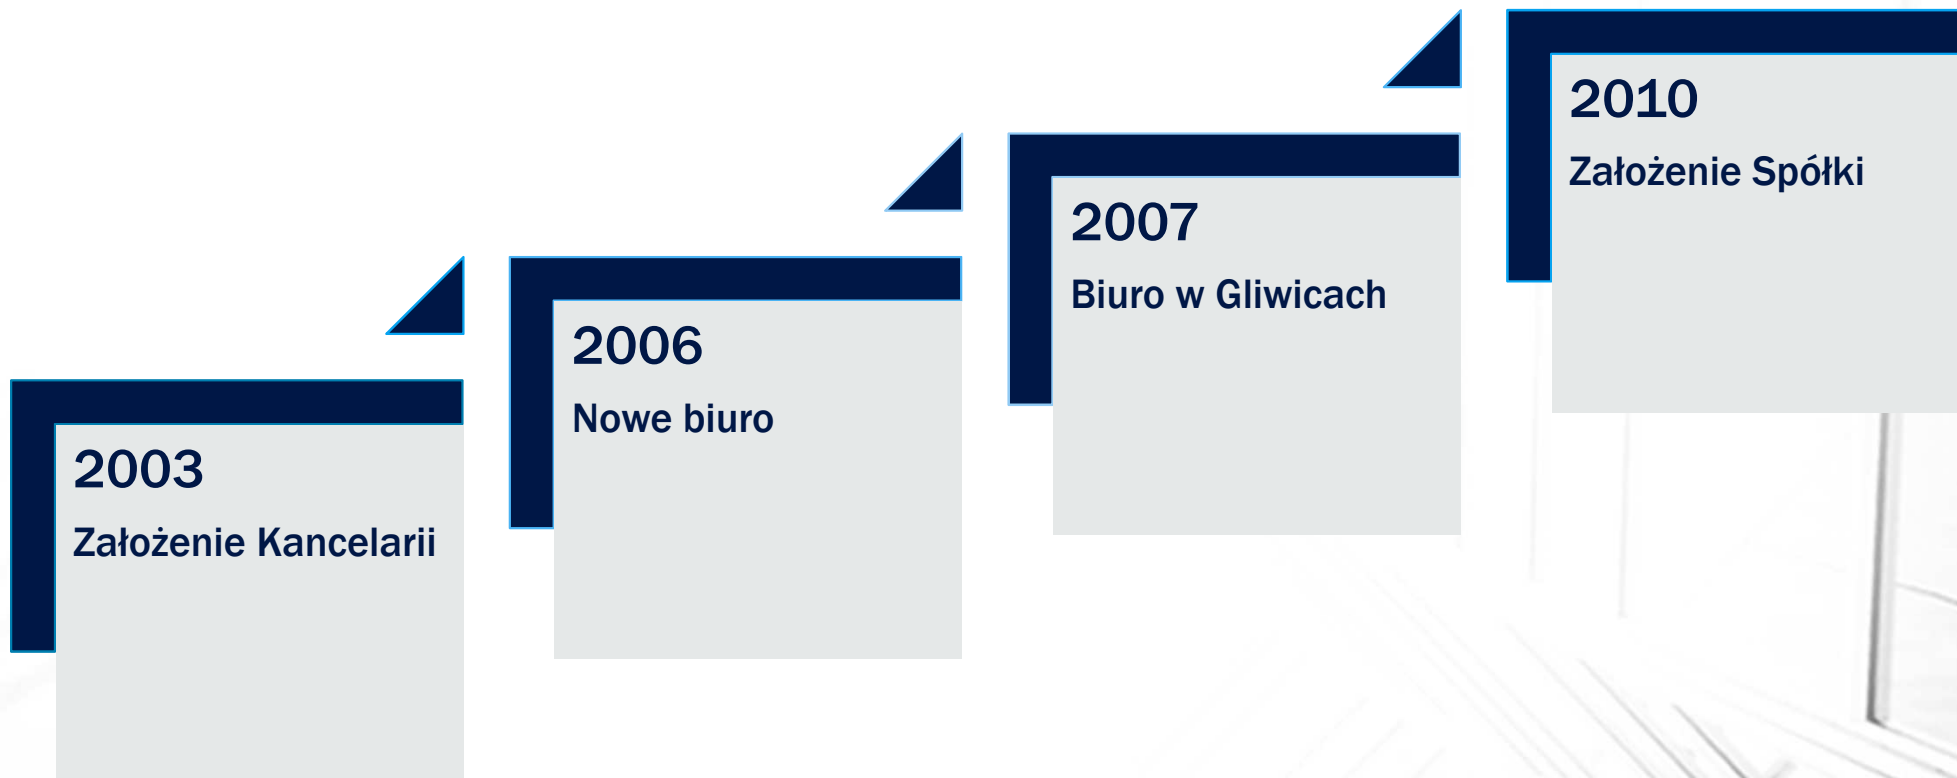 2003
Założenie Kancelarii
2006
Nowe biuro
2007
Biuro w Gliwicach
2010
Założenie Spółki